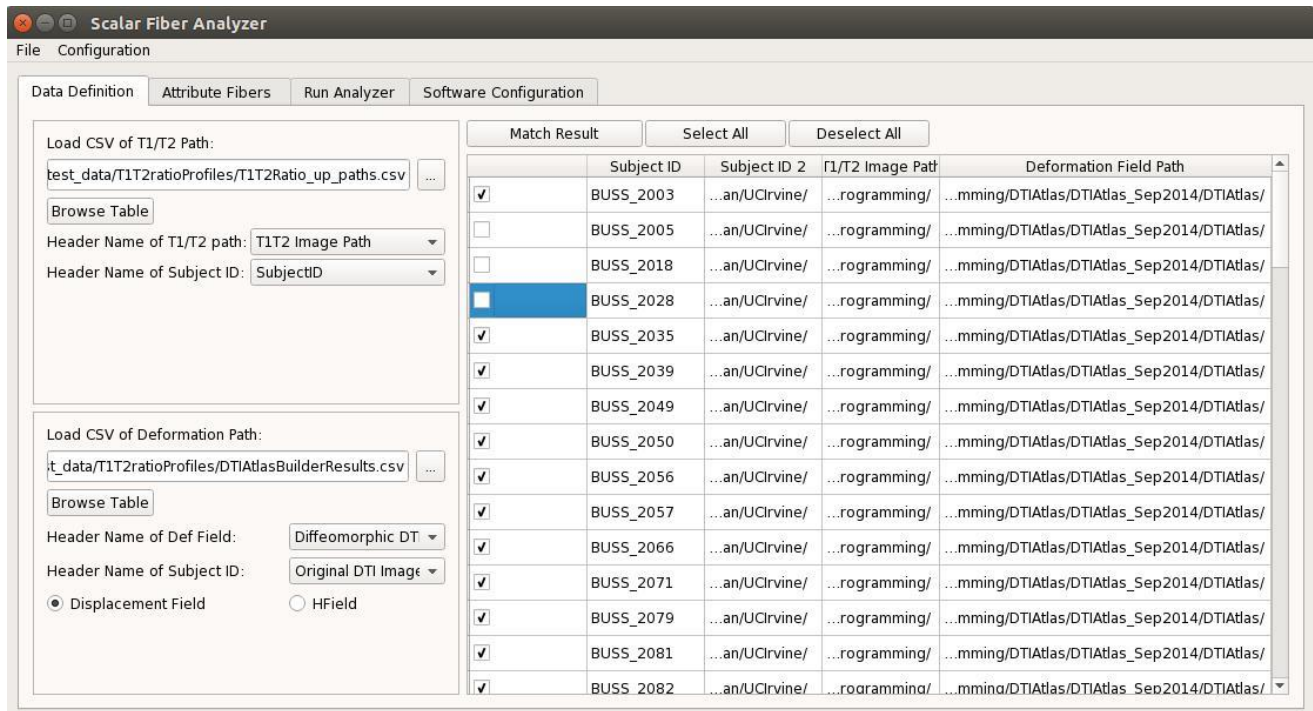 Scalar Fiber Analyzer
File Configuration
Data Definition Attribute Fibers Run Analyzer Software Configuration
Load CSV of T1/T2 Path:
test_data/T1T2ratioProfiles/T1T2Ratio_up_paths.csv ...
Browse Table
Header Name of T1/T2 path: T1T2 Image Path
Header Name of Subject ID: SubjectID
Load CSV of Deformation Path:
t_data/T1T2ratioProfiles/DTIAtlasBuilderResults.csv ...
Browse Table
Header Name of Def Field: Diffeomorphic DT
Header Name of Subject ID: Original DTI Image
Displacement Field HField
Match Result Select All Deselect All
Subject ID Subject ID 2 T1/T2 Image Path Deformation Field Path
BUSS_2003 ...an/UCIrvine/ ...rogramming/ ...mming/DTIAtlas/DTIAtlas_Sep2014/DTIAtlas/
BUSS_2005 ...an/UCIrvine/ ...rogramming/ ...mming/DTIAtlas/DTIAtlas_Sep2014/DTIAtlas/
BUSS_2018 ...an/UCIrvine/ ...rogramming/ ...mming/DTIAtlas/DTIAtlas_Sep2014/DTIAtlas/
BUSS_2028 ...an/UCIrvine/ ...rogramming/ ...mming/DTIAtlas/DTIAtlas_Sep2014/DTIAtlas/
BUSS_2035 ...an/UCIrvine/ ...rogramming/ ...mming/DTIAtlas/DTIAtlas_Sep2014/DTIAtlas/
BUSS_2039 ...an/UCIrvine/ ...rogramming/ ...mming/DTIAtlas/DTIAtlas_Sep2014/DTIAtlas/
BUSS_2049 ...an/UCIrvine/ ...rogramming/ ...mming/DTIAtlas/DTIAtlas_Sep2014/DTIAtlas/
BUSS_2050 ...an/UCIrvine/ ...rogramming/ ...mming/DTIAtlas/DTIAtlas_Sep2014/DTIAtlas/
BUSS_2056 ...an/UCIrvine/ ...rogramming/ ...mming/DTIAtlas/DTIAtlas_Sep2014/DTIAtlas/
BUSS_2057 ...an/UCIrvine/ ...rogramming/ ...mming/DTIAtlas/DTIAtlas_Sep2014/DTIAtlas/
BUSS_2066 ...an/UCIrvine/ ...rogramming/ ...mming/DTIAtlas/DTIAtlas_Sep2014/DTIAtlas/
BUSS_2071 ...an/UCIrvine/ ...rogramming/ ...mming/DTIAtlas/DTIAtlas_Sep2014/DTIAtlas/
BUSS_2079 ...an/UCIrvine/ ...rogramming/ ...mming/DTIAtlas/DTIAtlas_Sep2014/DTIAtlas/
BUSS_2081 ...an/UCIrvine/ ...rogramming/ ...mming/DTIAtlas/DTIAtlas_Sep2014/DTIAtlas/
BUSS_2082 ...an/UCIrvine/ ...rogramming/ ...mming/DTIAtlas/DTIAtlas_Sep2014/DTIAtlas/